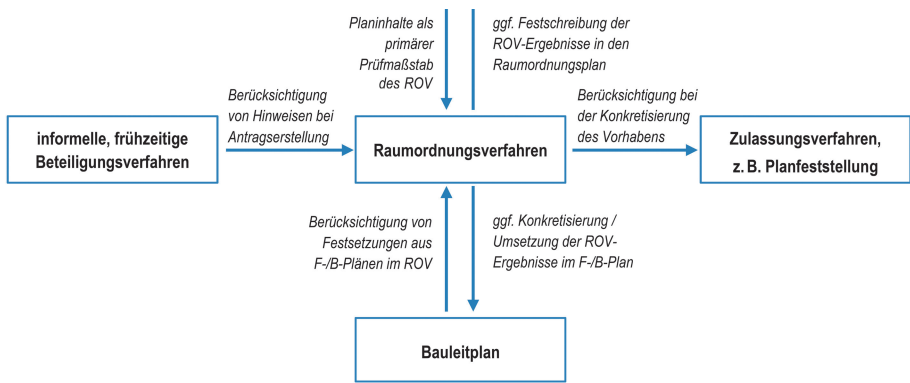 Planinhalte als
primärer
Prüfmaßstab
des ROV
ggf. Festschreibung der
ROV-Ergebnisse in den
Raumordnungsplan
Berücksichtigung
von Hinweisen bei
Antragserstellung
Berücksichtigung bei
der Konkretisierung
des Vorhabens
informelle, frühzeitige
Beteiligungsverfahren
Raumordnungsverfahren
Zulassungsverfahren,
z. B. Planfeststellung
Berücksichtigung von
Festsetzungen aus
F-/B-Plänen im ROV
ggf. Konkretisierung /
Umsetzung der ROV-
Ergebnisse im F-/B-Plan
Bauleitplan